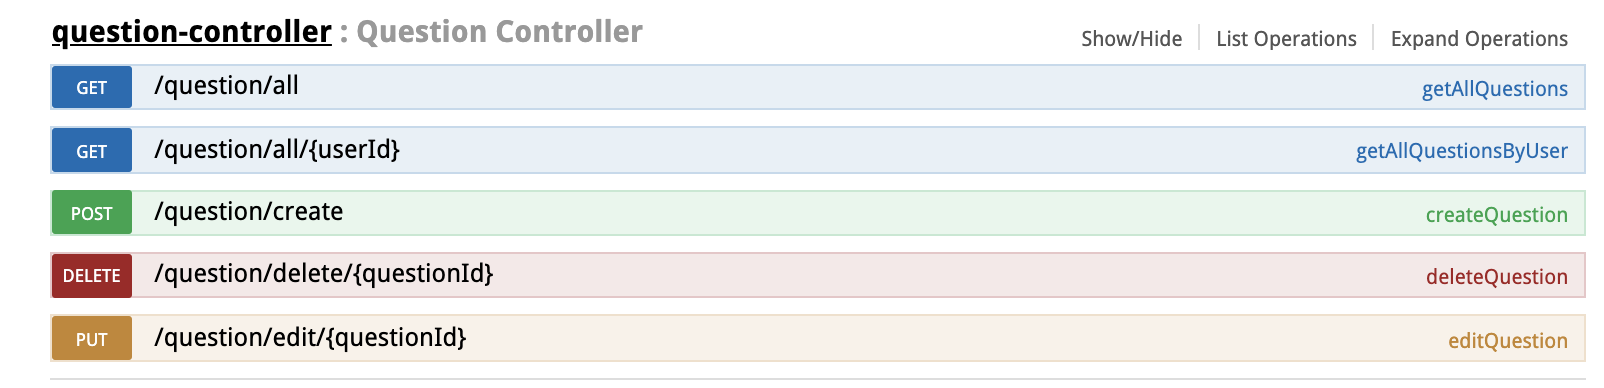 question-controller : Question Controller
Show/Hide List Operations Expand Operations
GET /question/all getAllQuestions
GET /question/all/{userId} getAllQuestionsByUser
POST /question/create createQuestion
DELETE /question/delete/{questionId} deleteQuestion
PUT /question/edit/{questionId} editQuestion